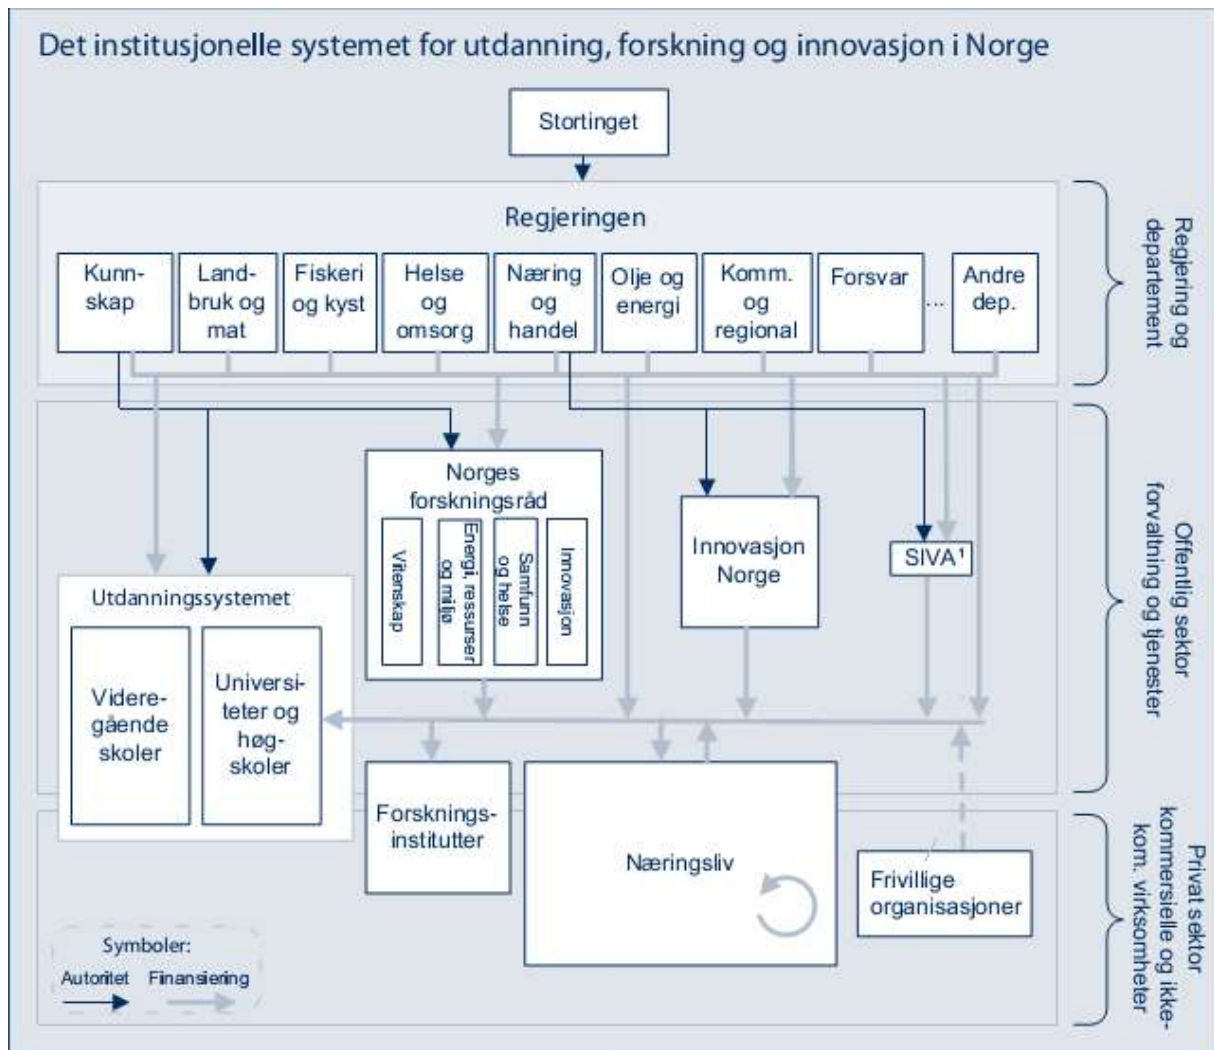 Det institusjonelle systemet for utdanning, forskning og innovasjon i Norge
Stortinget
Regjeringen
Kunn-
skap
Land-
bruk og
mat
Fiskeri
og kyst
Helse
og
omsorg
Næring
og
handel
Olje og
energi
Komm.
og
regional
Forsvar
...
Andre
dep.
Regjering og
departement
Norges
forskningsråd
Vitenskap
Energi, ressurser
og miljø
Samfunn
og helse
Innovasjon
Innovasjon
Norge
SIVA¹
Offentlig sektor
forvaltning og tjenester
Utdanningssystemet
Videre-
gående
skoler
Universi-
teter og
høg-
skoler
Forsknings-
institutter
Næringsliv
Frivillige
organisasjoner
Privat sektor
kommersielle og ikke-
kom. virksomheter
Symboler:
Autoritet
Finansiering